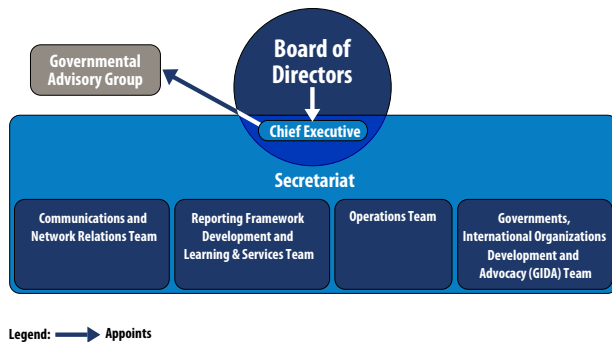 Board of
Directors
Governmental
Advisory Group
Chief Executive
Secretariat
Communications and
Network Relations Team
Reporting Framework
Development and
Learning & Services Team
Operations Team
Governments,
International Organizations
Development and
Advocacy (GIDA) Team
Legend: Appoints